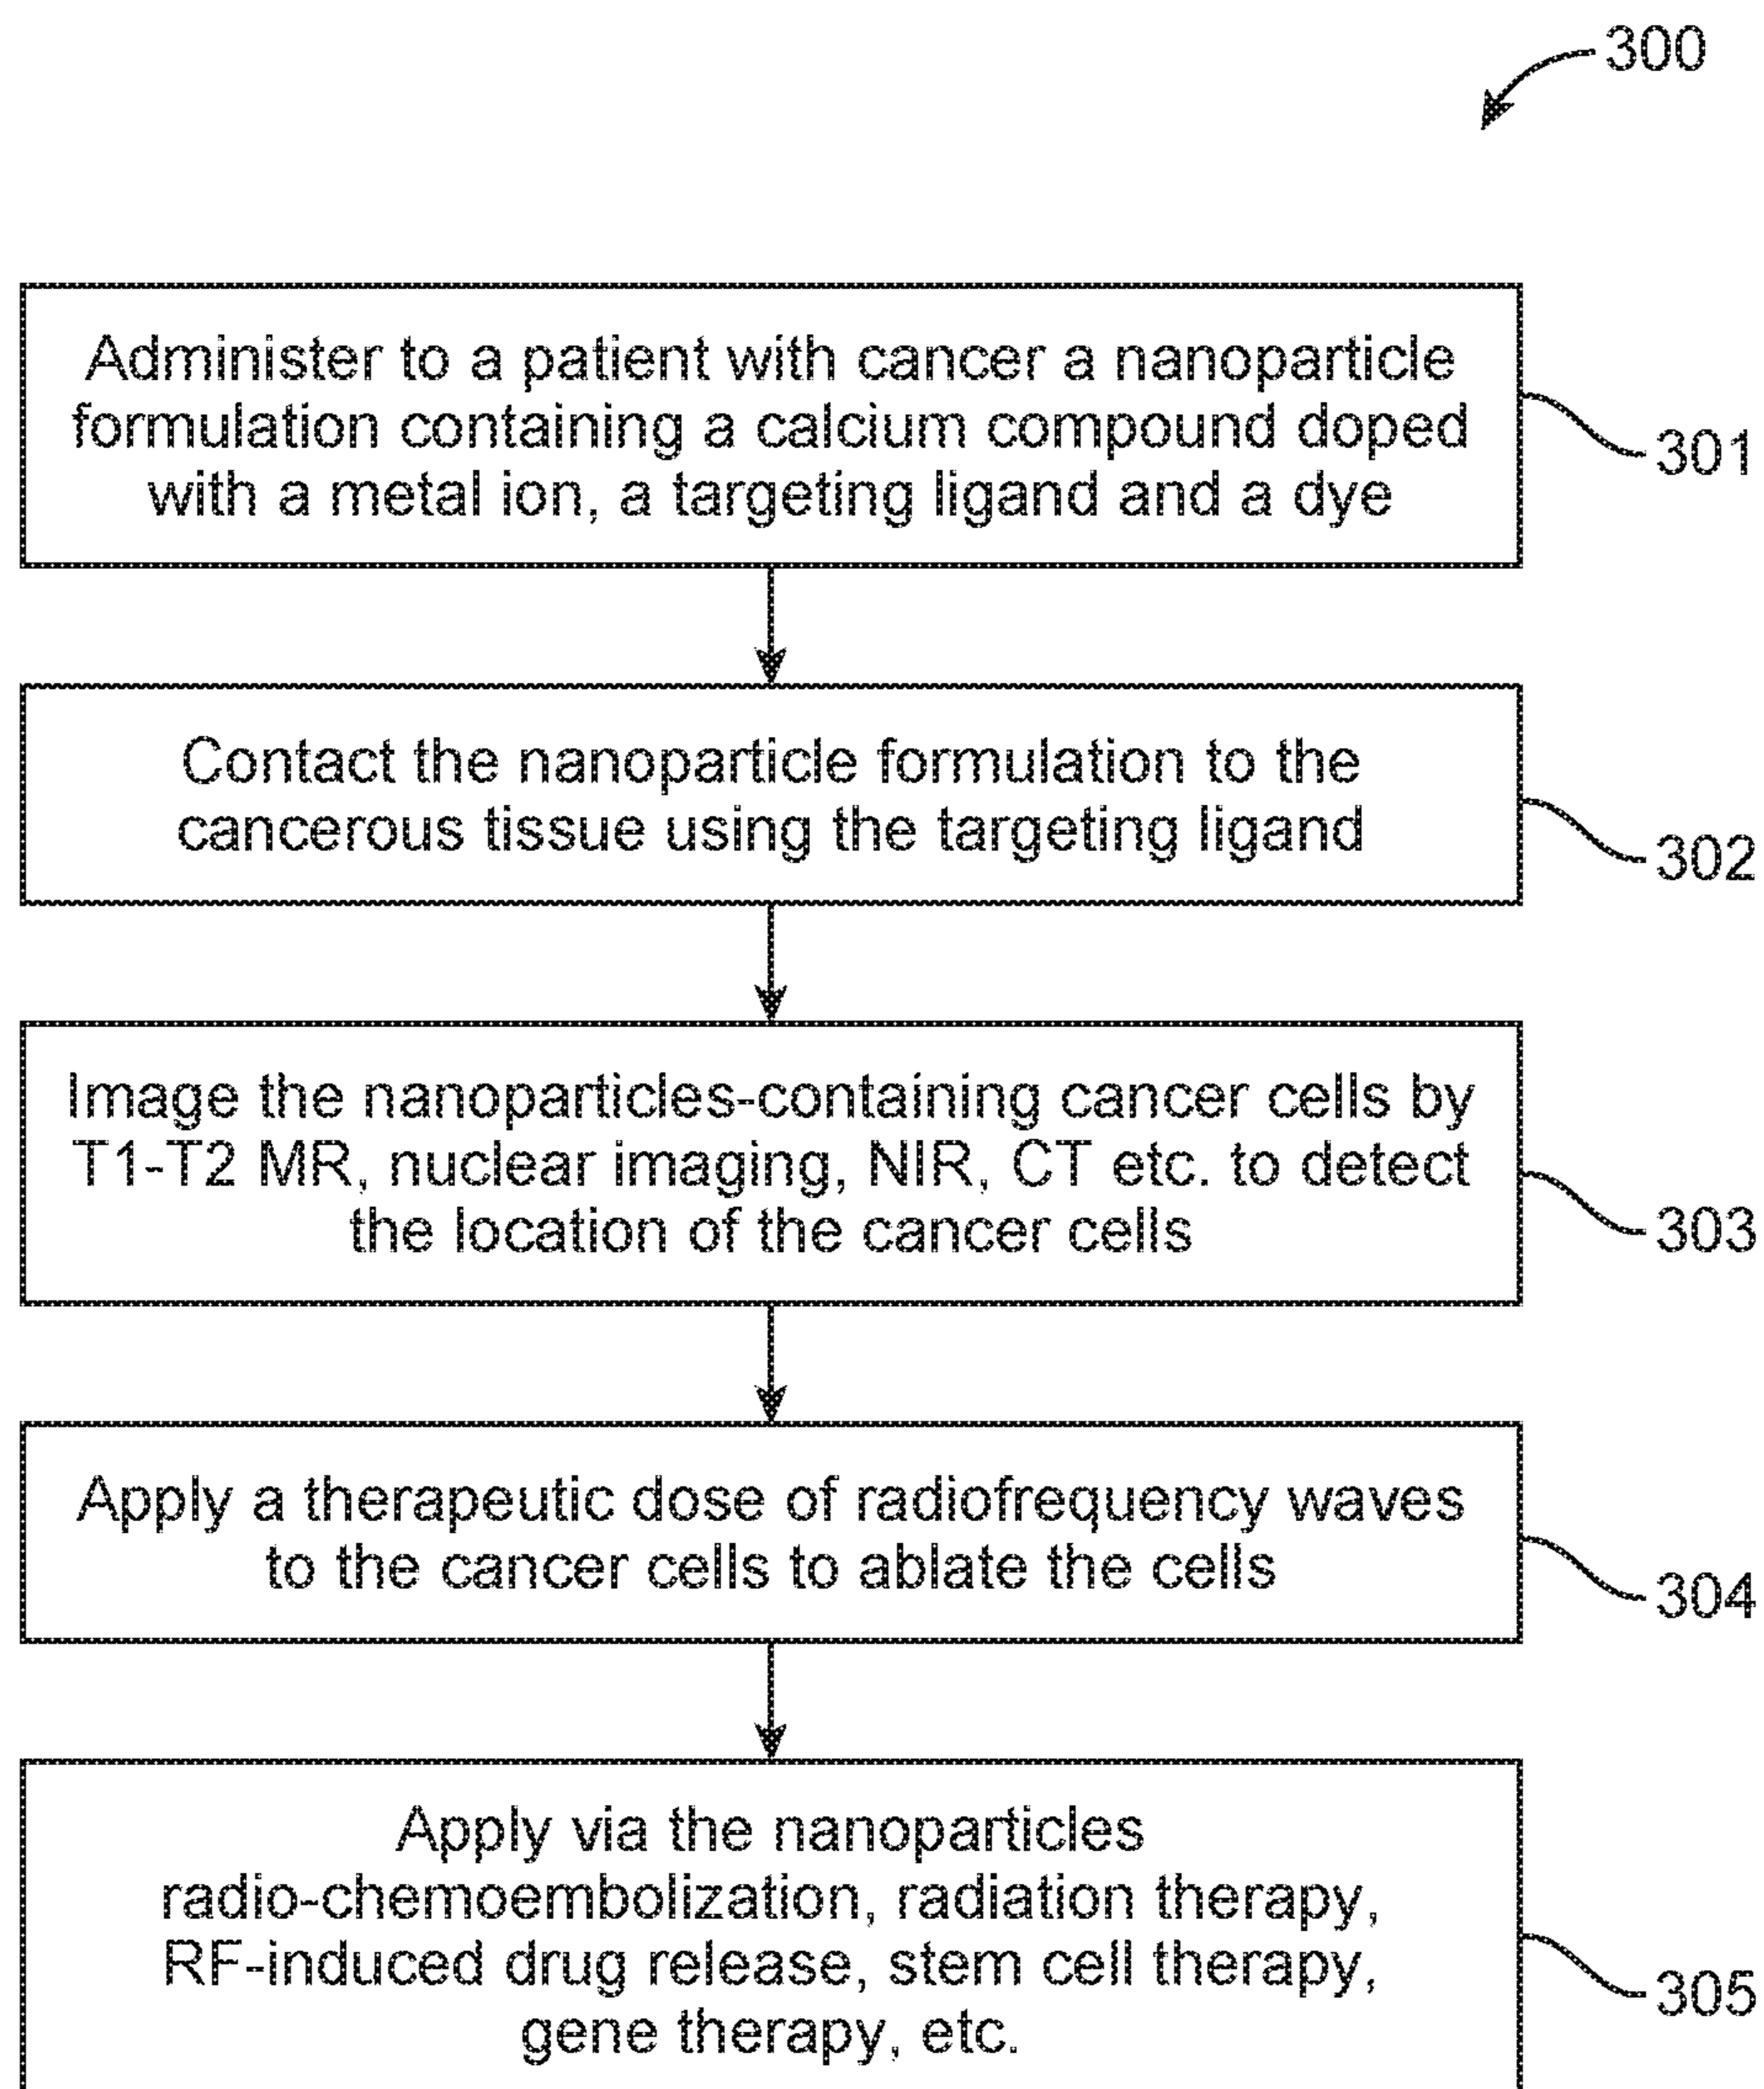 300
Administer to a patient with cancer a nanoparticle
formulation containing a calcium compound doped
with a metal ion, a targeting ligand and a dye
301
Contact the nanoparticle formulation to the
cancerous tissue using the targeting ligand
302
Image the nanoparticles-containing cancer cells by
T1-T2 MR, nuclear imaging, NIR, CT etc. to detect
the location of the cancer cells
303
Apply a therapeutic dose of radiofrequency waves
to the cancer cells to ablate the cells
304
Apply via the nanoparticles
radio-chemoembolization, radiation therapy,
RF-induced drug release, stem cell therapy,
gene therapy, etc.
305